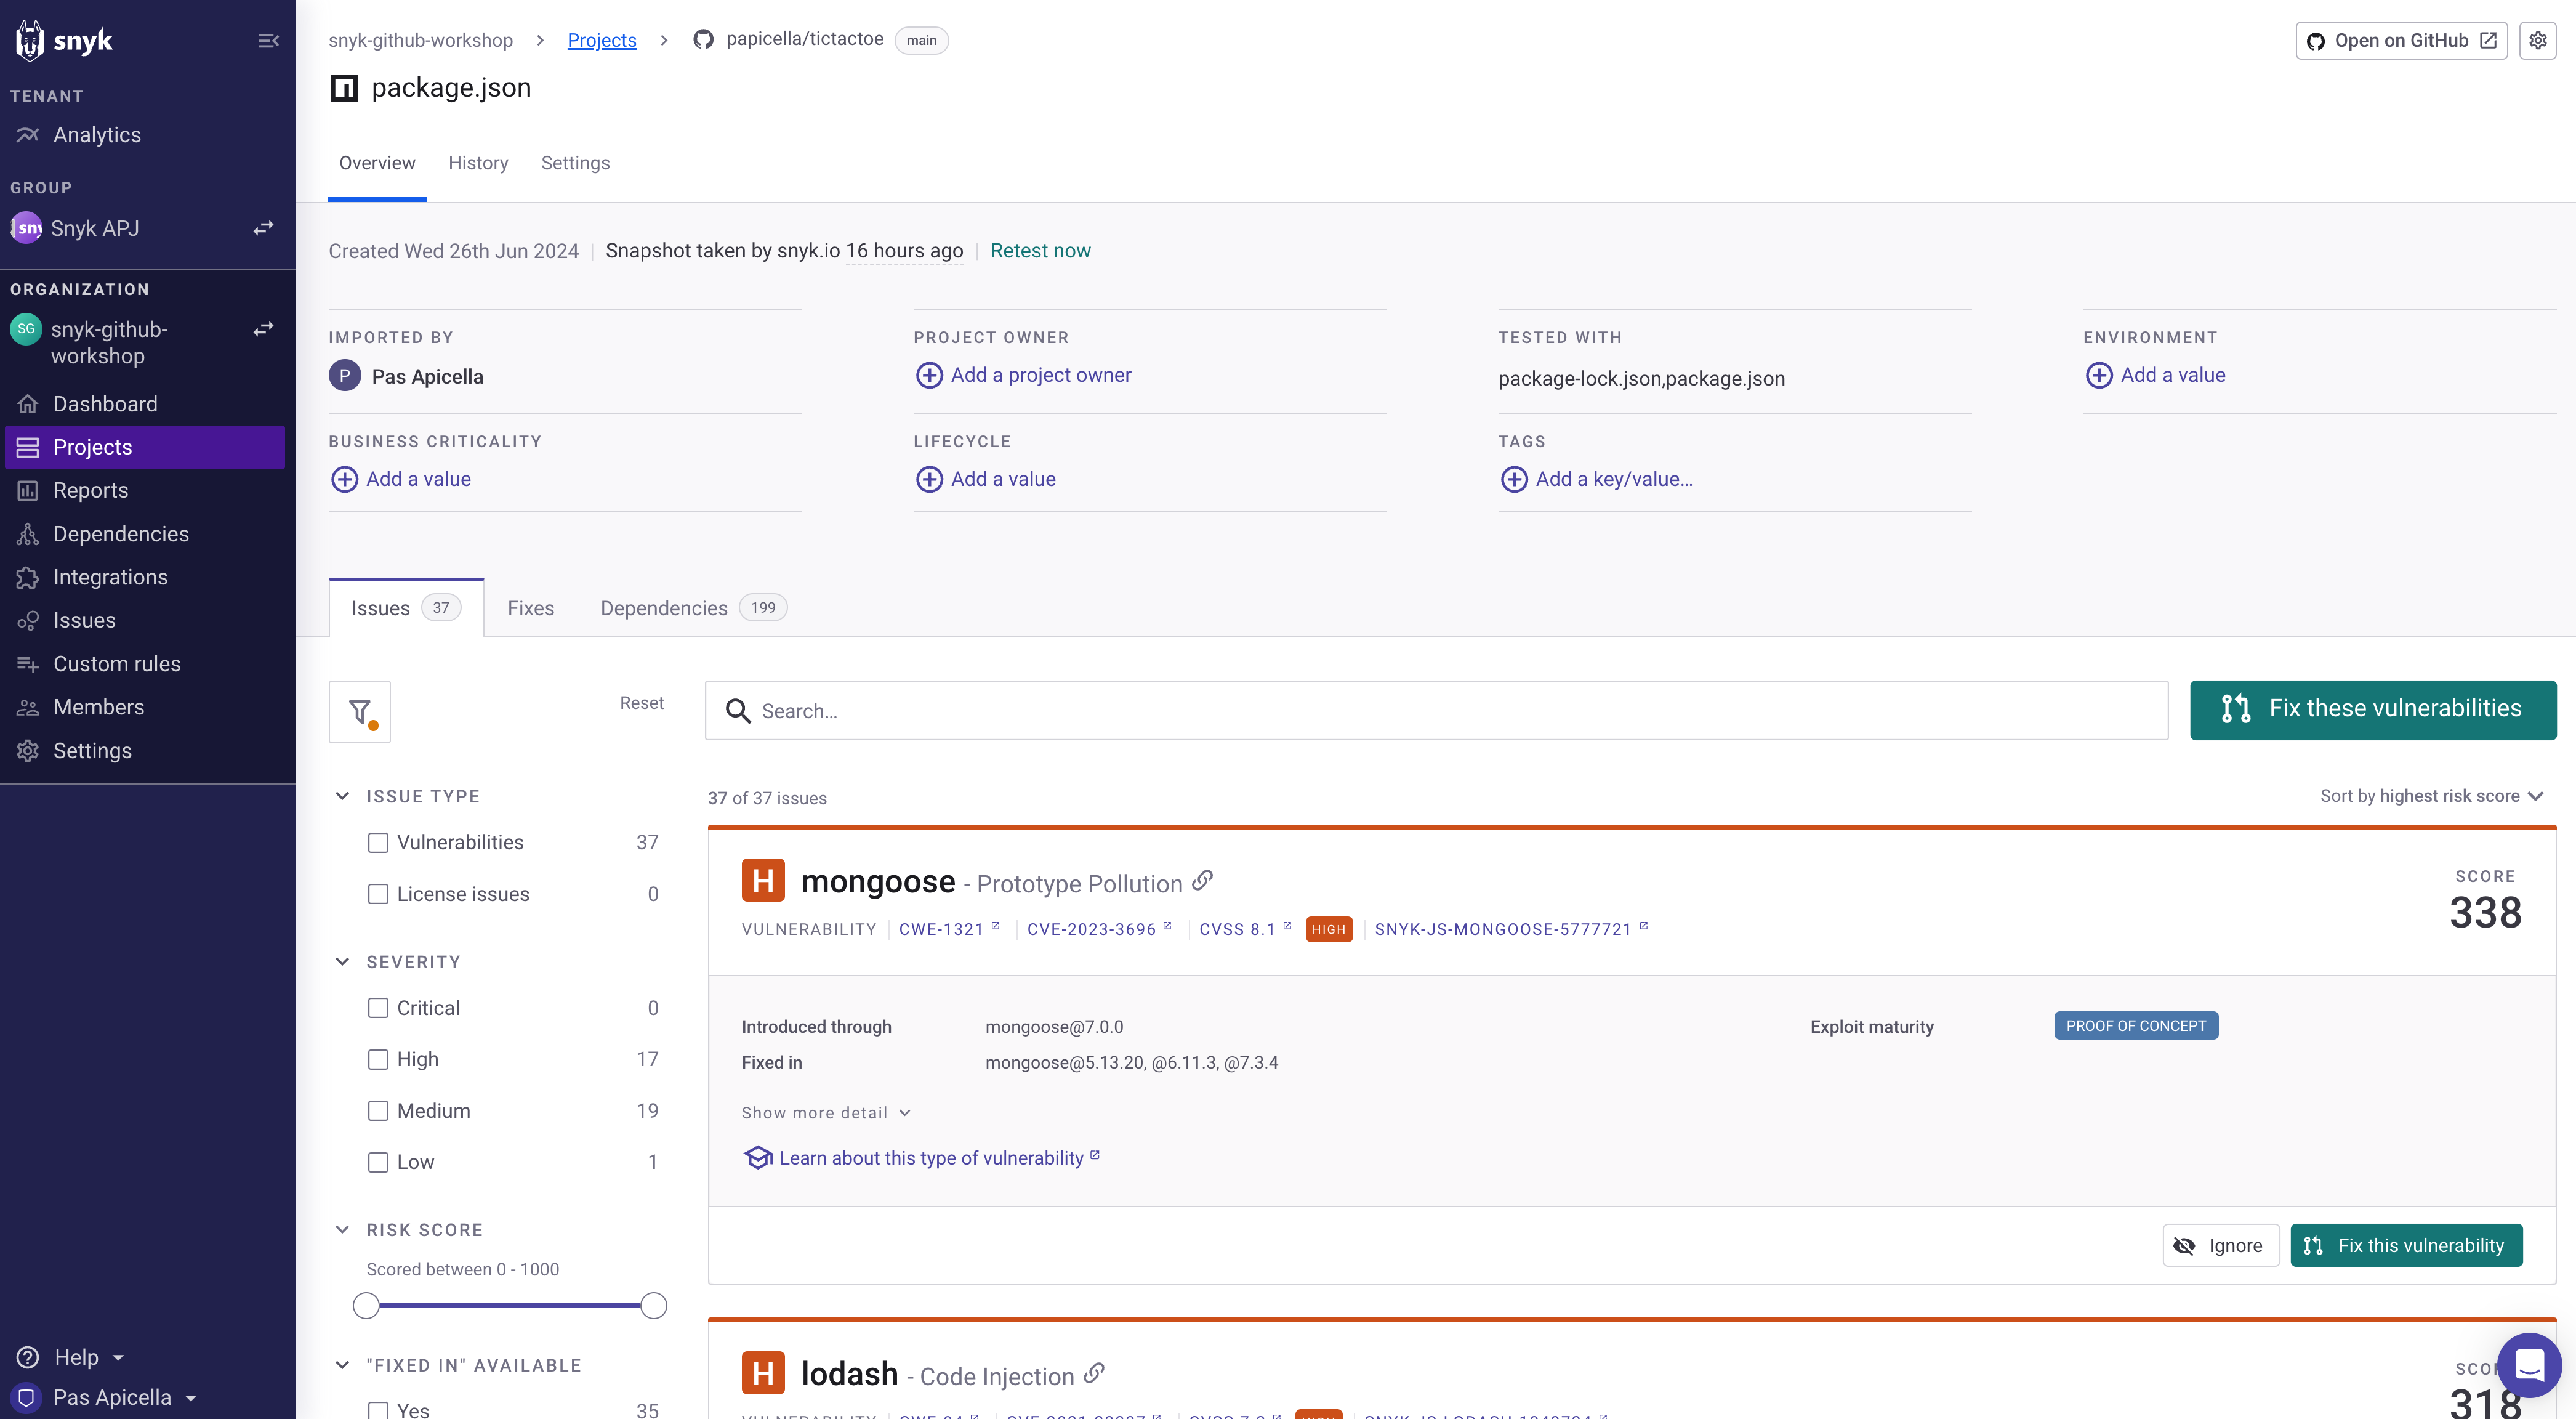 snyk
TENANT
Analytics
GROUP
Snyk APJ
ORGANIZATION
SG snyk-github-
workshop
Dashboard
Projects
Reports
Dependencies
Integrations
Issues
Custom rules
Members
Settings
Help
Pas Apicella
snyk-github-workshop > Projects > papicella/tictactoe main
Open on GitHub
package.json
Overview History Settings
Created Wed 26th Jun 2024 | Snapshot taken by snyk.io 16 hours ago | Retest now
IMPORTED BY
P Pas Apicella
PROJECT OWNER
Add a project owner
TESTED WITH
package-lock.json,package.json
ENVIRONMENT
Add a value
BUSINESS CRITICALITY
Add a value
LIFECYCLE
Add a value
TAGS
Add a key/value...
Issues 37 Fixes Dependencies 199
Reset
Search...
Fix these vulnerabilities
ISSUE TYPE
Vulnerabilities 37
License issues 0
SEVERITY
Critical 0
High 17
Medium 19
Low 1
RISK SCORE
Scored between 0 - 1000
"FIXED IN" AVAILABLE
Yes 35
37 of 37 issues
Sort by highest risk score
H mongoose - Prototype Pollution
SCORE
338
VULNERABILITY | CWE-1321 | CVE-2023-3696 | CVSS 8.1 HIGH | SNYK-JS-MONGOOSE-5777721
Introduced through mongoose@7.0.0
Exploit maturity PROOF OF CONCEPT
Fixed in mongoose@5.13.20, @6.11.3, @7.3.4
Show more detail
Learn about this type of vulnerability
Ignore
Fix this vulnerability
H lodash - Code Injection
318